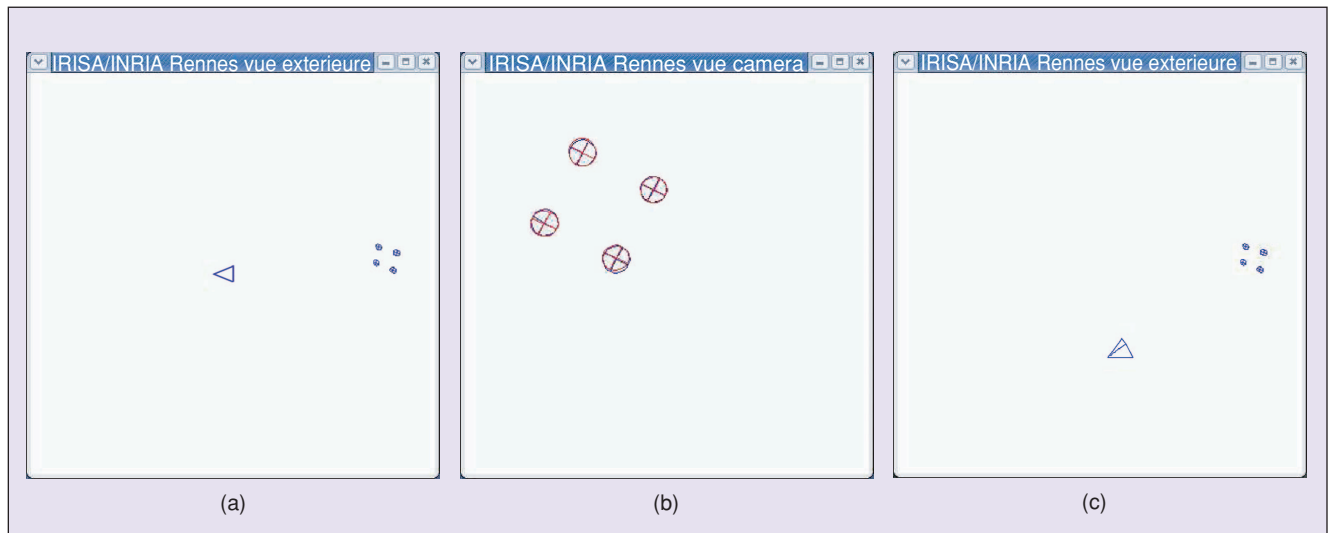 IRISA/INRIA Rennes vue exterieure
IRISA/INRIA Rennes vue camera
IRISA/INRIA Rennes vue exterieure
(a)
(b)
(c)